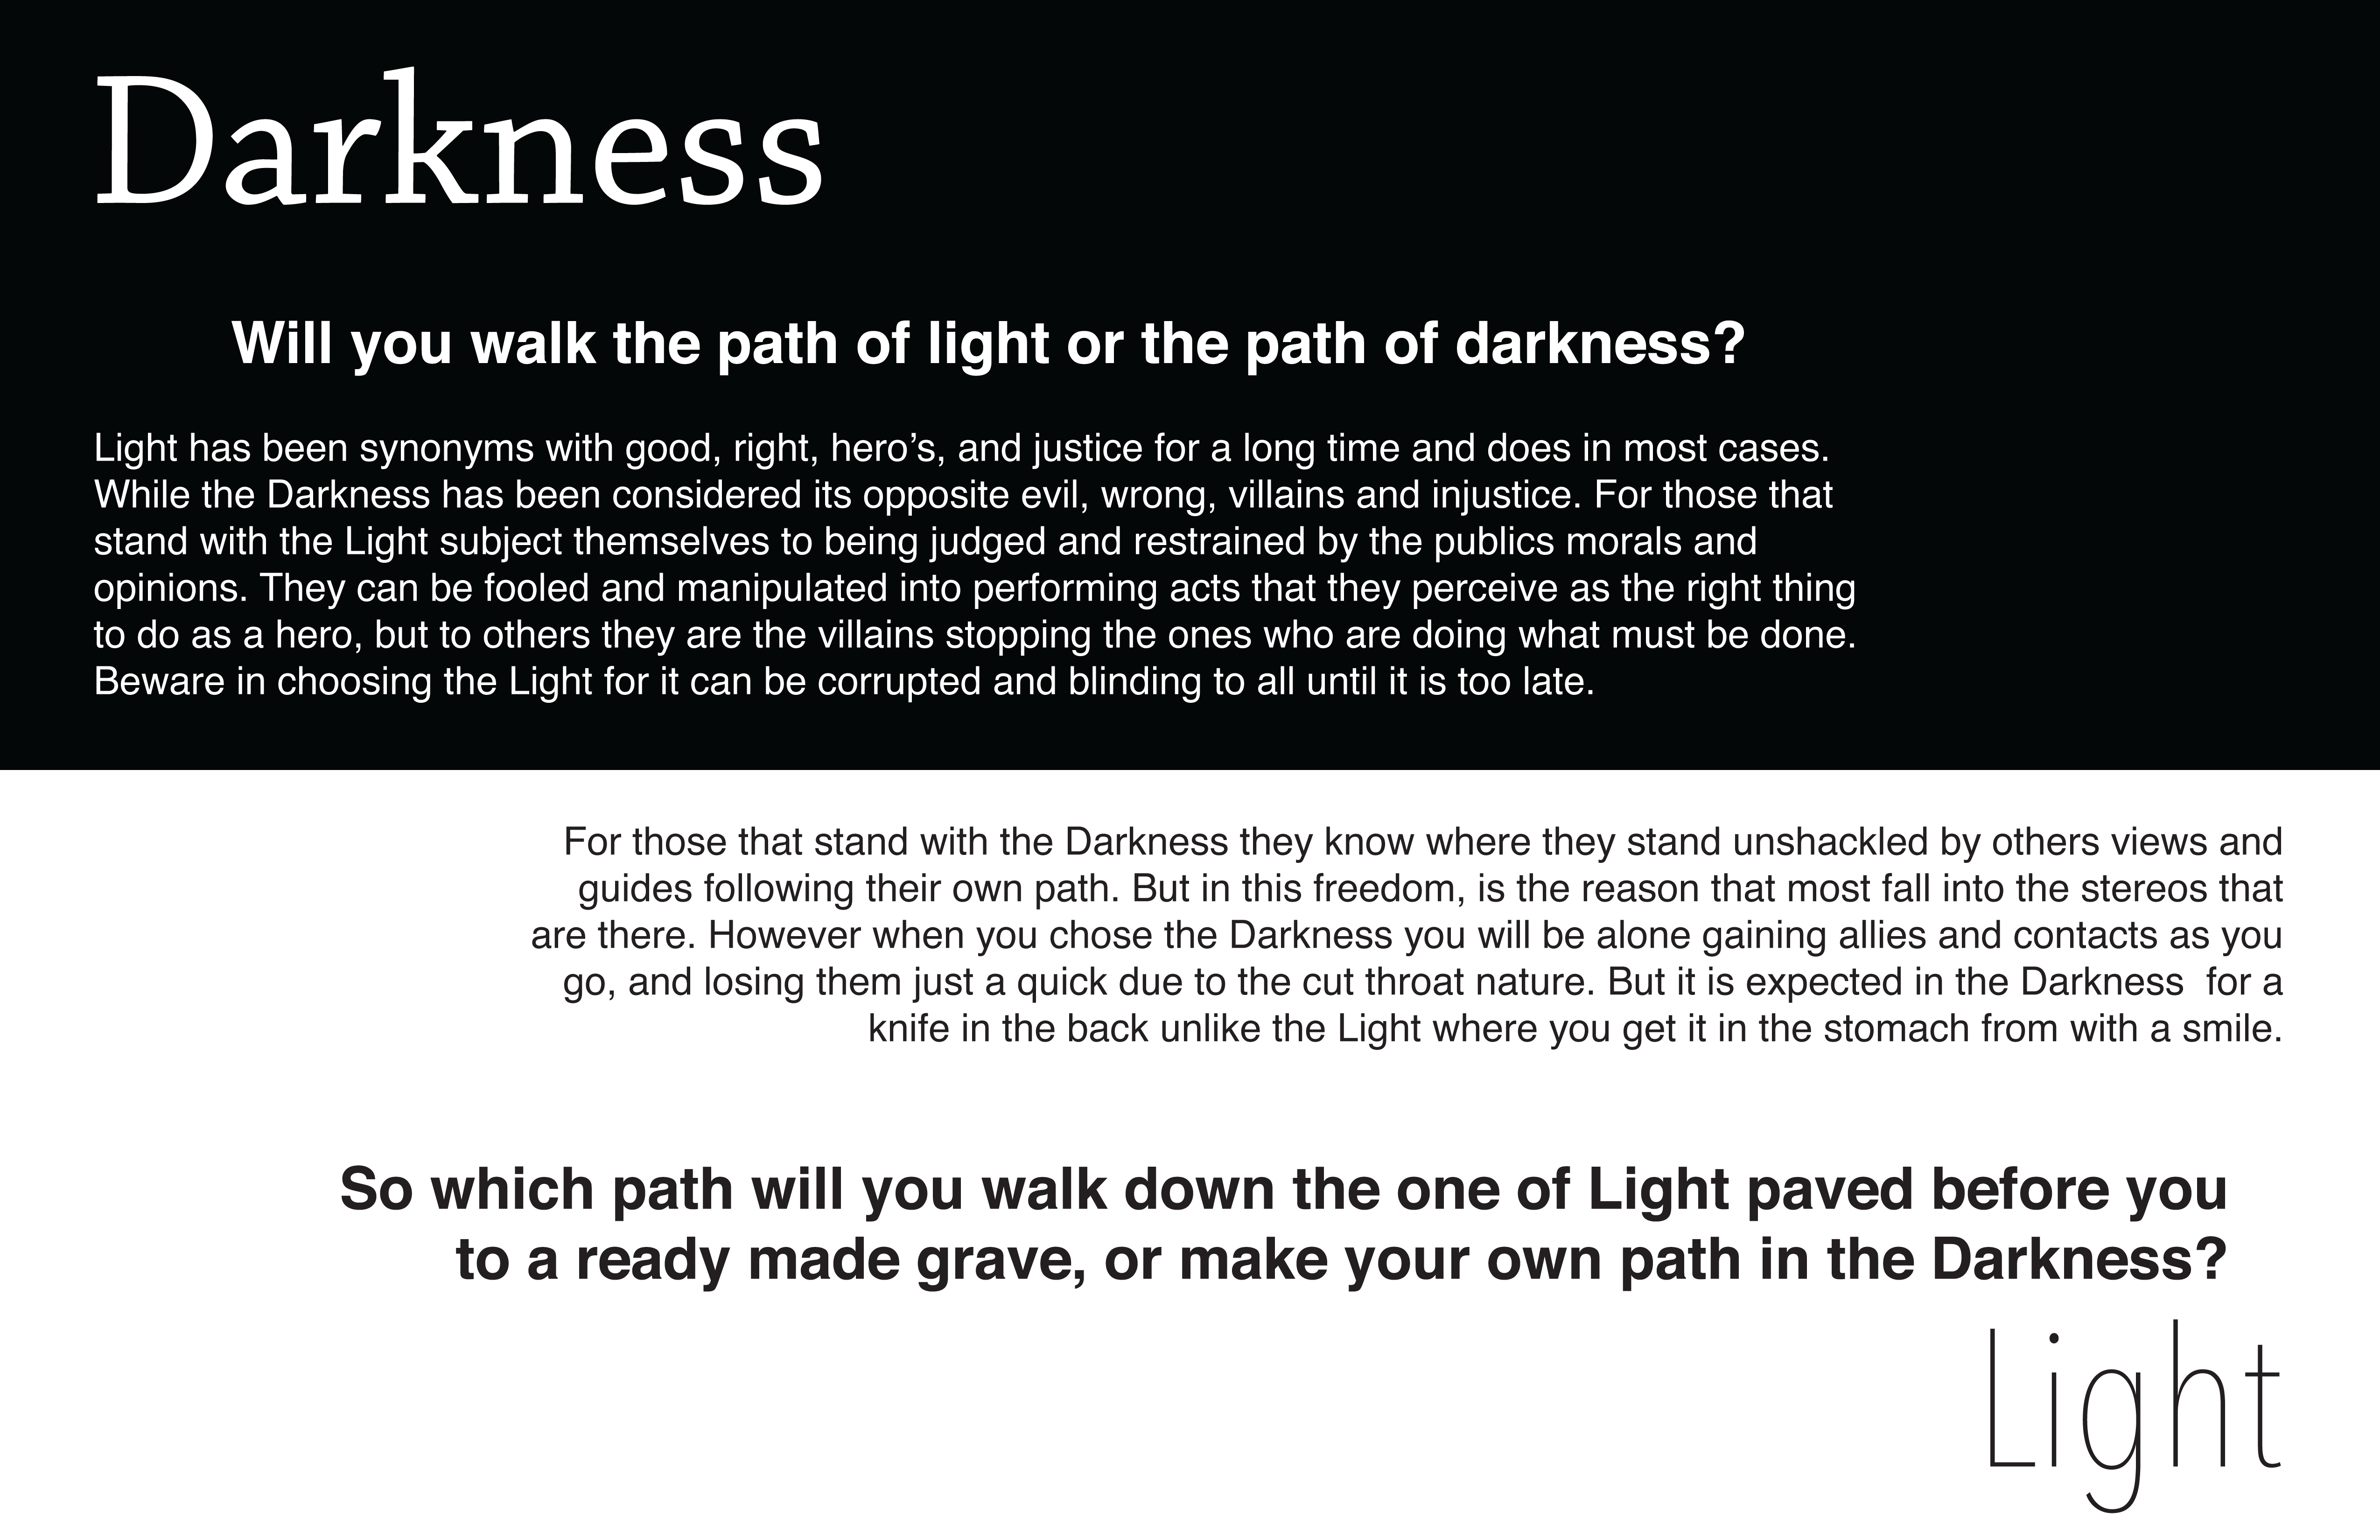 Darkness
Will you walk the path of light or the path of darkness?
Light has been synonyms with good, right, hero’s, and justice for a long time and does in most cases.
While the Darkness has been considered its opposite evil, wrong, villains and injustice. For those that
stand with the Light subject themselves to being judged and restrained by the publics morals and
opinions. They can be fooled and manipulated into performing acts that they perceive as the right thing
to do as a hero, but to others they are the villains stopping the ones who are doing what must be done.
Beware in choosing the Light for it can be corrupted and blinding to all until it is too late.
For those that stand with the Darkness they know where they stand unshackled by others views and
guides following their own path. But in this freedom, is the reason that most fall into the stereos that
are there. However when you chose the Darkness you will be alone gaining allies and contacts as you
go, and losing them just a quick due to the cut throat nature. But it is expected in the Darkness  for a
knife in the back unlike the Light where you get it in the stomach from with a smile.
So which path will you walk down the one of Light paved before you
to a ready made grave, or make your own path in the Darkness?
Light